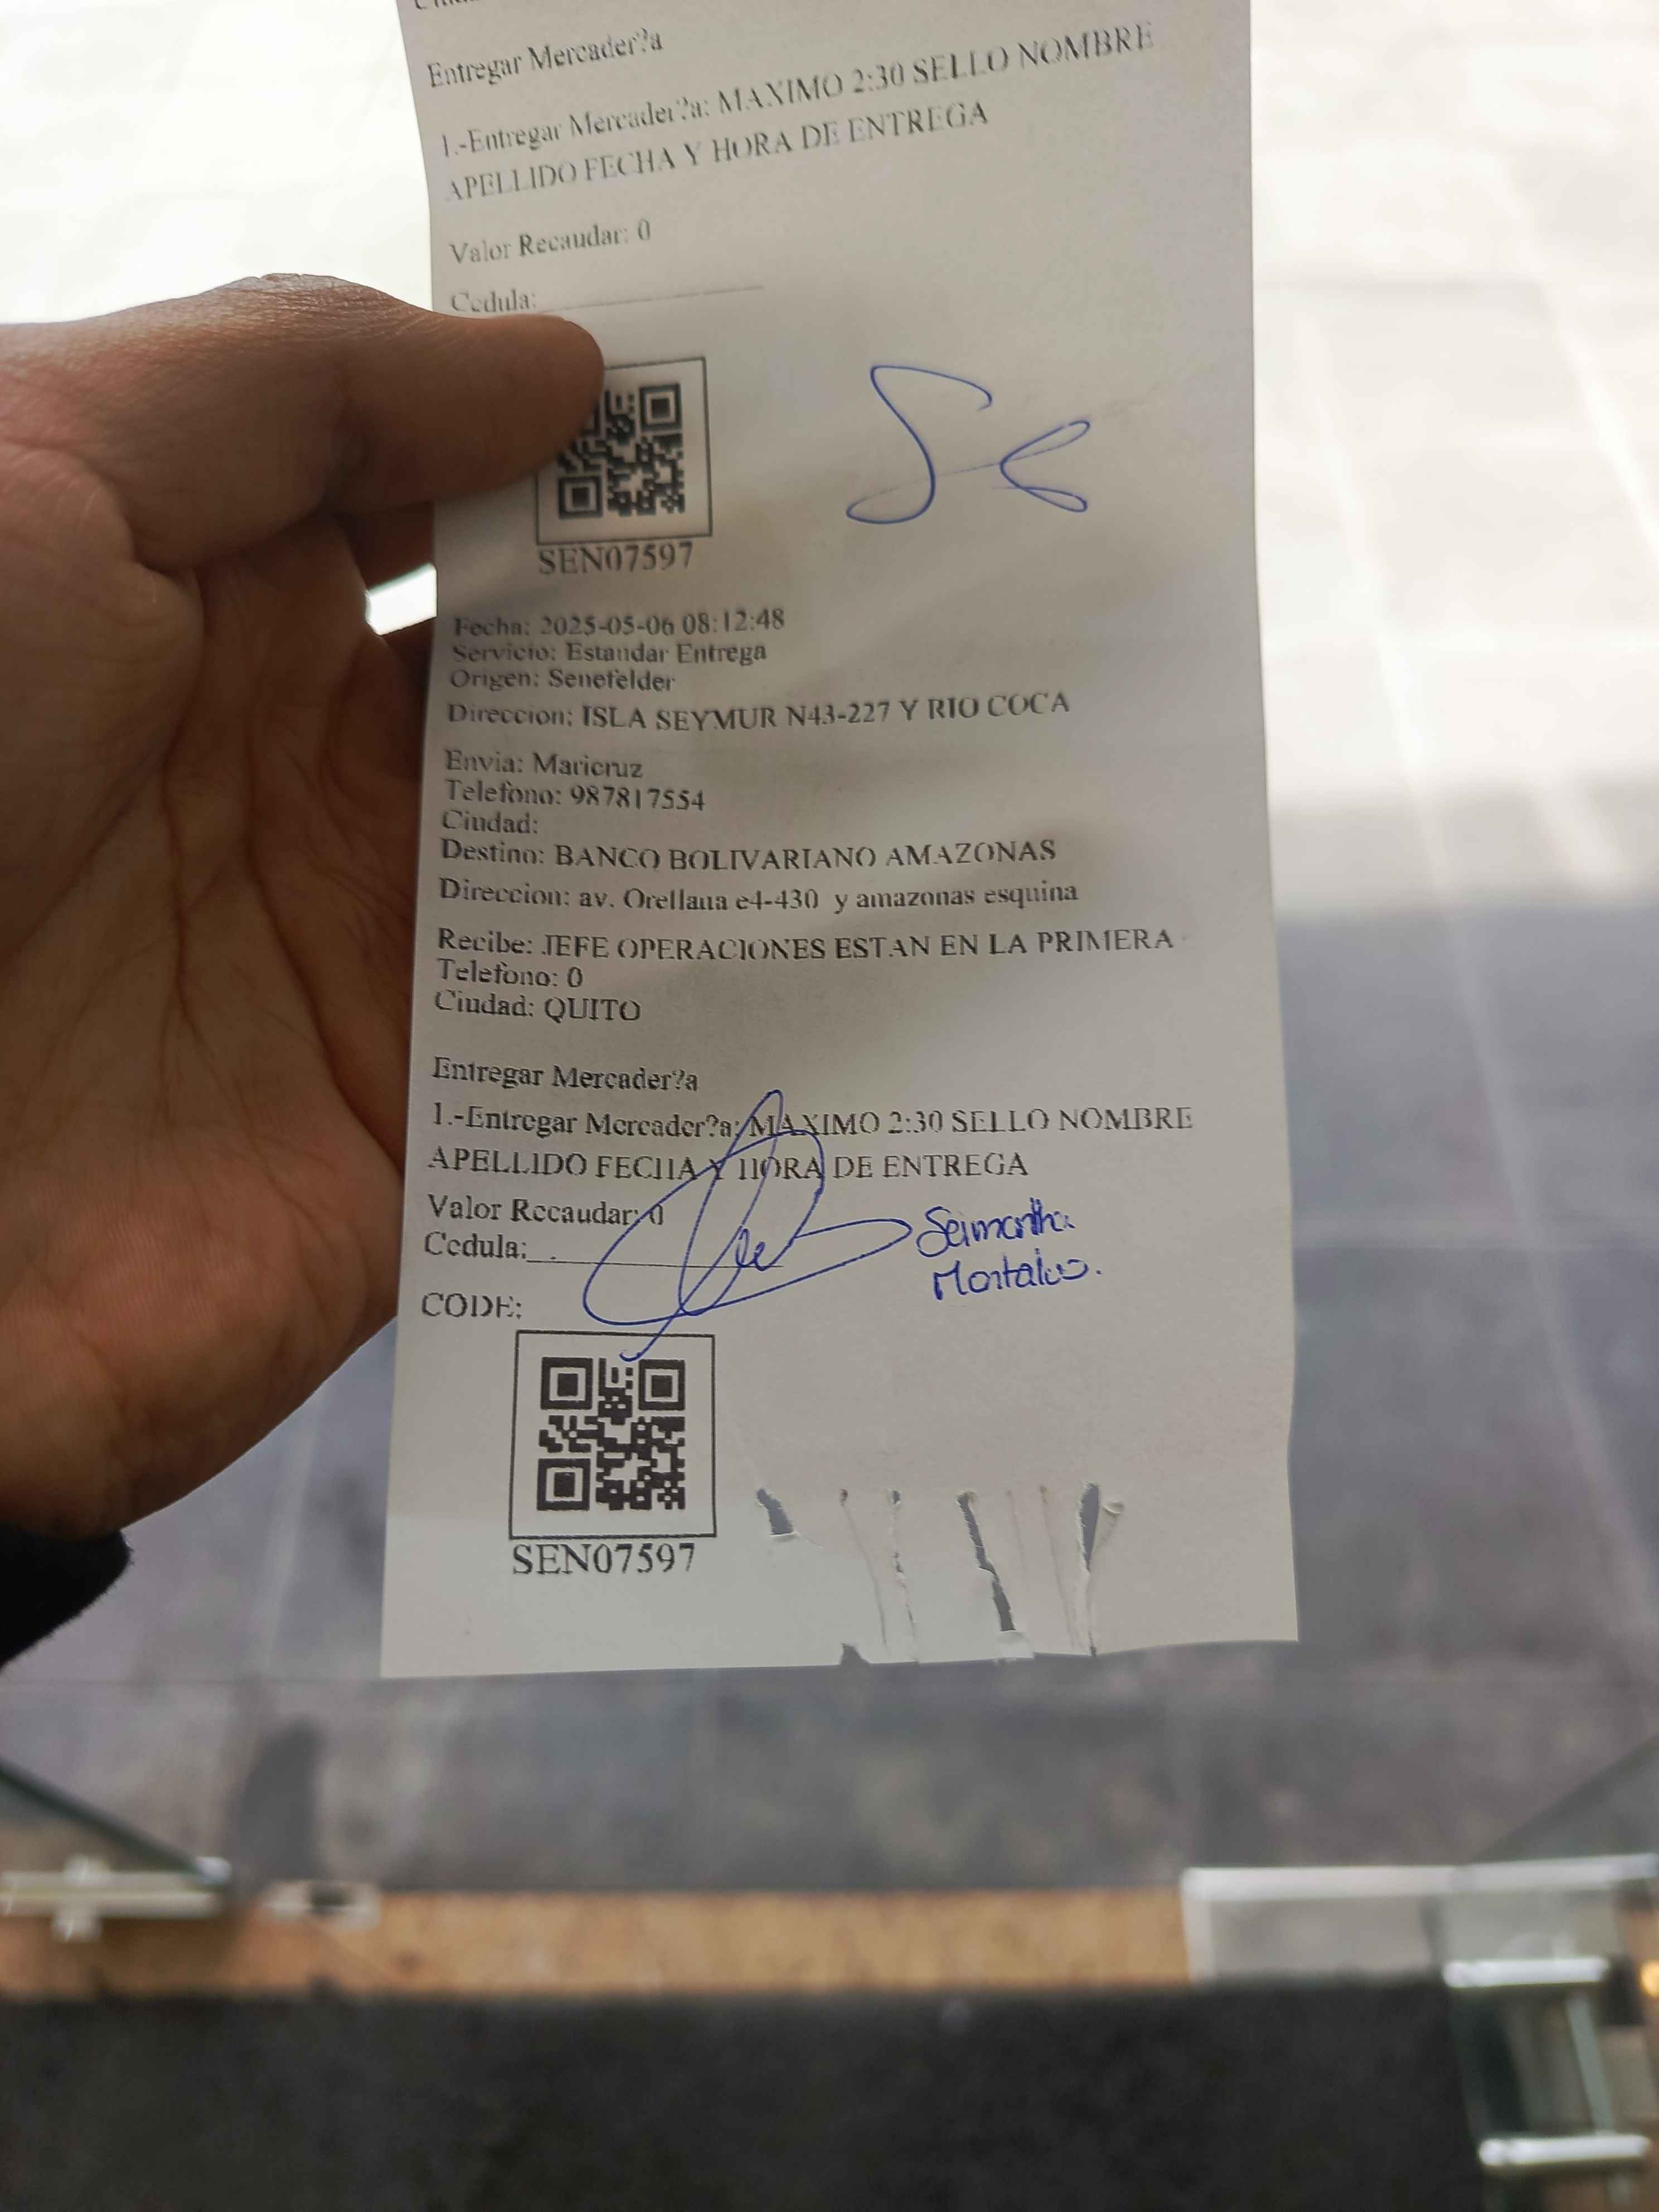 Entregar Mercader?a
1.-Entregar Mercader?a: MAXIMO 2:30 SELLO NOMBRE
APELLIDO FECHA Y HORA DE ENTREGA
Valor Recaudar: 0
Cedula:
SEN07597
Fecha: 2025-05-06 08:12:48
Servicio: Estandar Entrega
Origen: Senefelder
Direccion: ISLA SEYMUR N43-227 Y RIO COCA
Envia: Maricruz
Telefono: 987817554
Ciudad:
Destino: BANCO BOLIVARIANO AMAZONAS
Direccion: av. Orellana e4-430 y amazonas esquina
Recibe: JEFE OPERACIONES ESTAN EN LA PRIMERA
Telefono: 0
Ciudad: QUITO
Entregar Mercader?a
1.-Entregar Mercader?a: MAXIMO 2:30 SELLO NOMBRE
APELLIDO FECHA Y HORA DE ENTREGA
Valor Recaudar: 0
Cedula:
Samantha
Montalvo.
CODE:
SEN07597